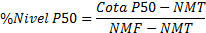 %Nivel P50 = Cota P50 − NMT
NMF − NMT